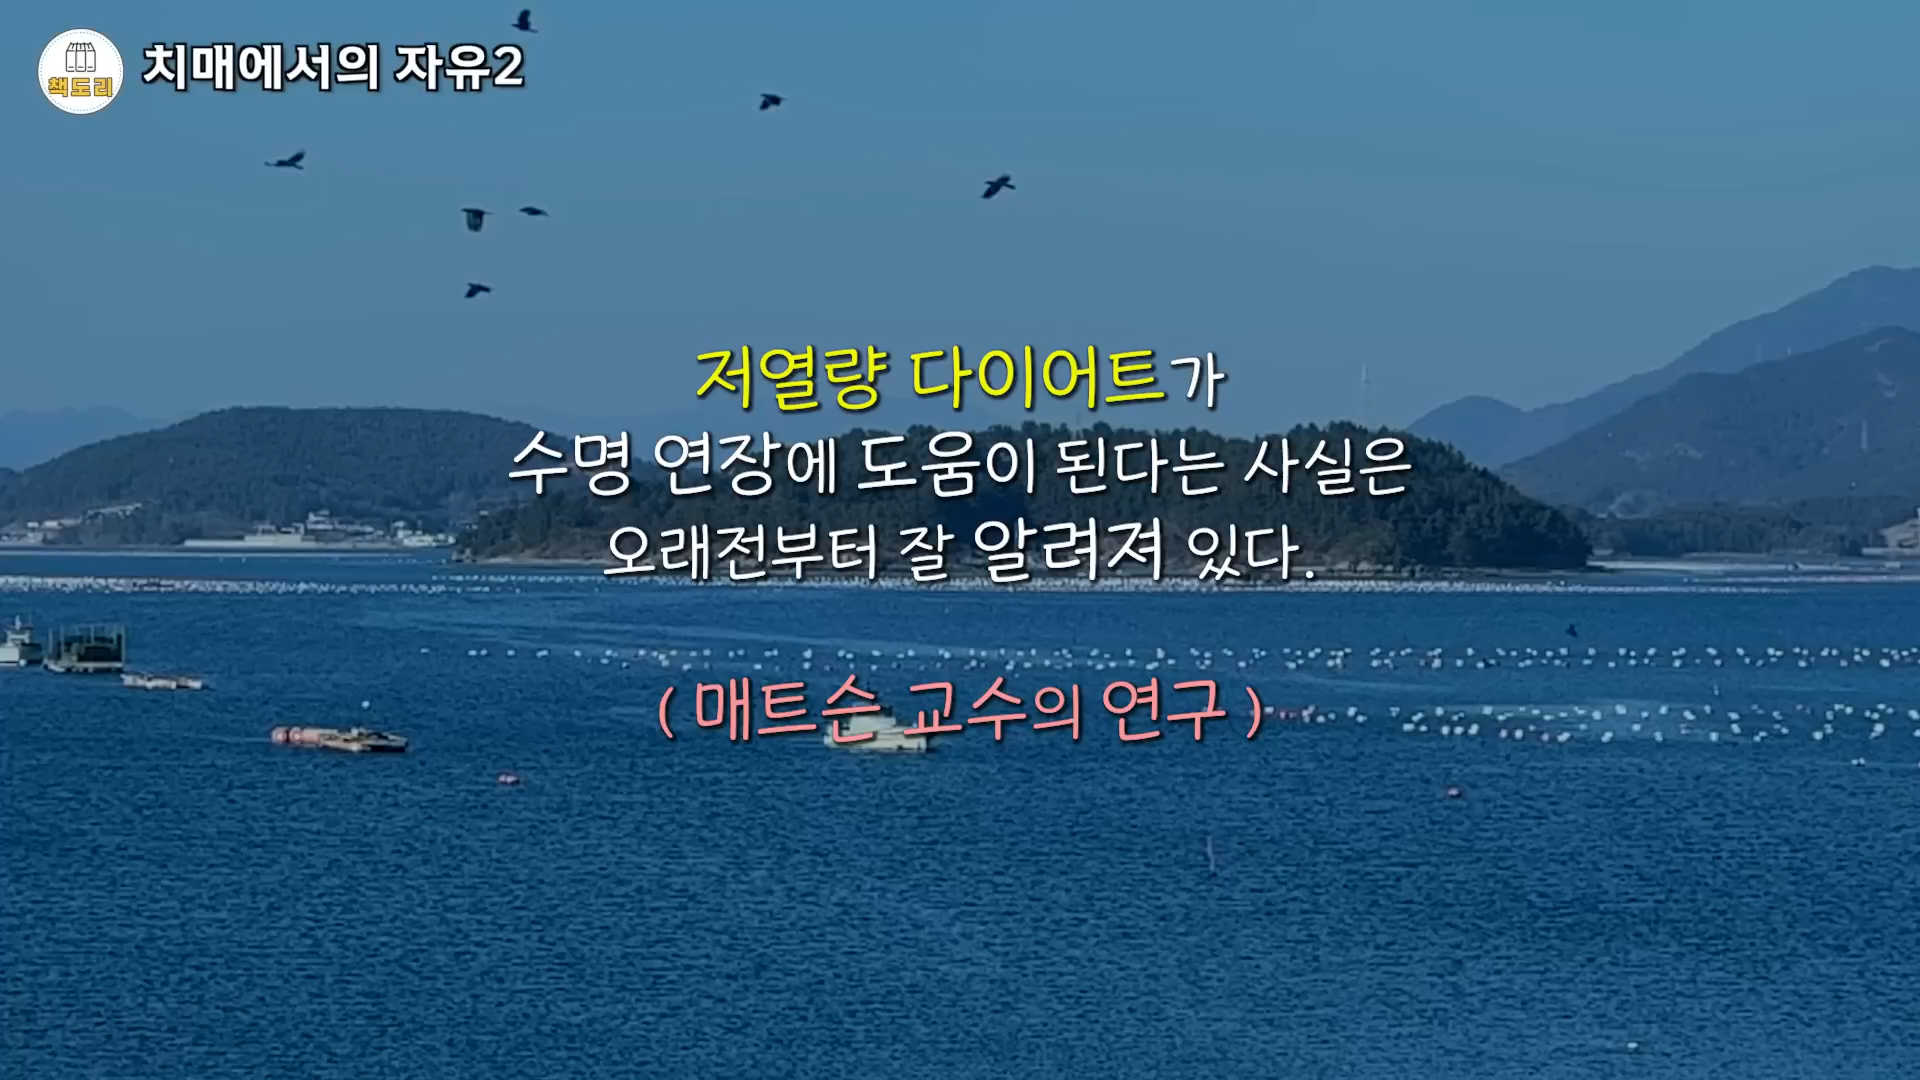 책도리
치매에서의 자유2
저열량 다이어트가
수명 연장에 도움이 된다는 사실은
오래전부터 잘 알려져 있다.
( 매트슨 교수의 연구 )